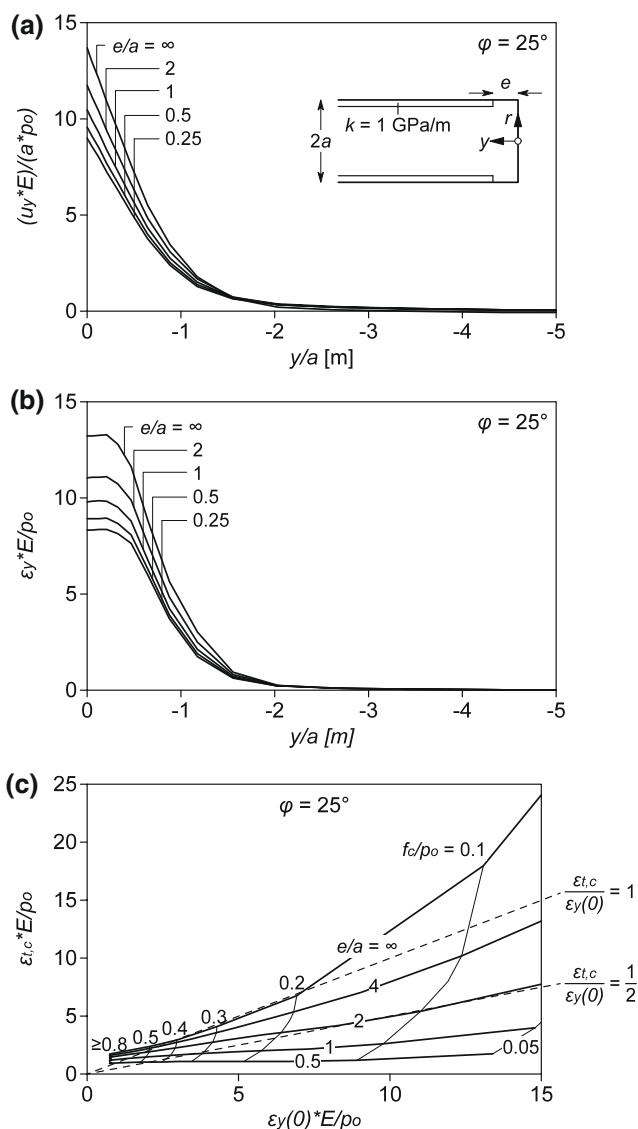 (a)
φ = 25°
e/a = ∞
2
1
0.5
0.25
e
k = 1 GPa/m
r
y
2a
(uy*E)/(a*po)
15
10
5
0
0 -1 -2 -3 -4 -5
y/a [m]
(b)
φ = 25°
e/a = ∞
2
1
0.5
0.25
εy*E/po
15
10
5
0
0 -1 -2 -3 -4 -5
y/a [m]
(c)
φ = 25°
fc/po = 0.1
e/a = ∞
0.2
0.3
0.4
0.5
≥0.8
4
2
1
0.5
0.05
εt,c/εy(0) = 1
εt,c/εy(0) = 1/2
εt,c*E/po
25
20
15
10
5
0
0 5 10 15
εy(0)*E/po